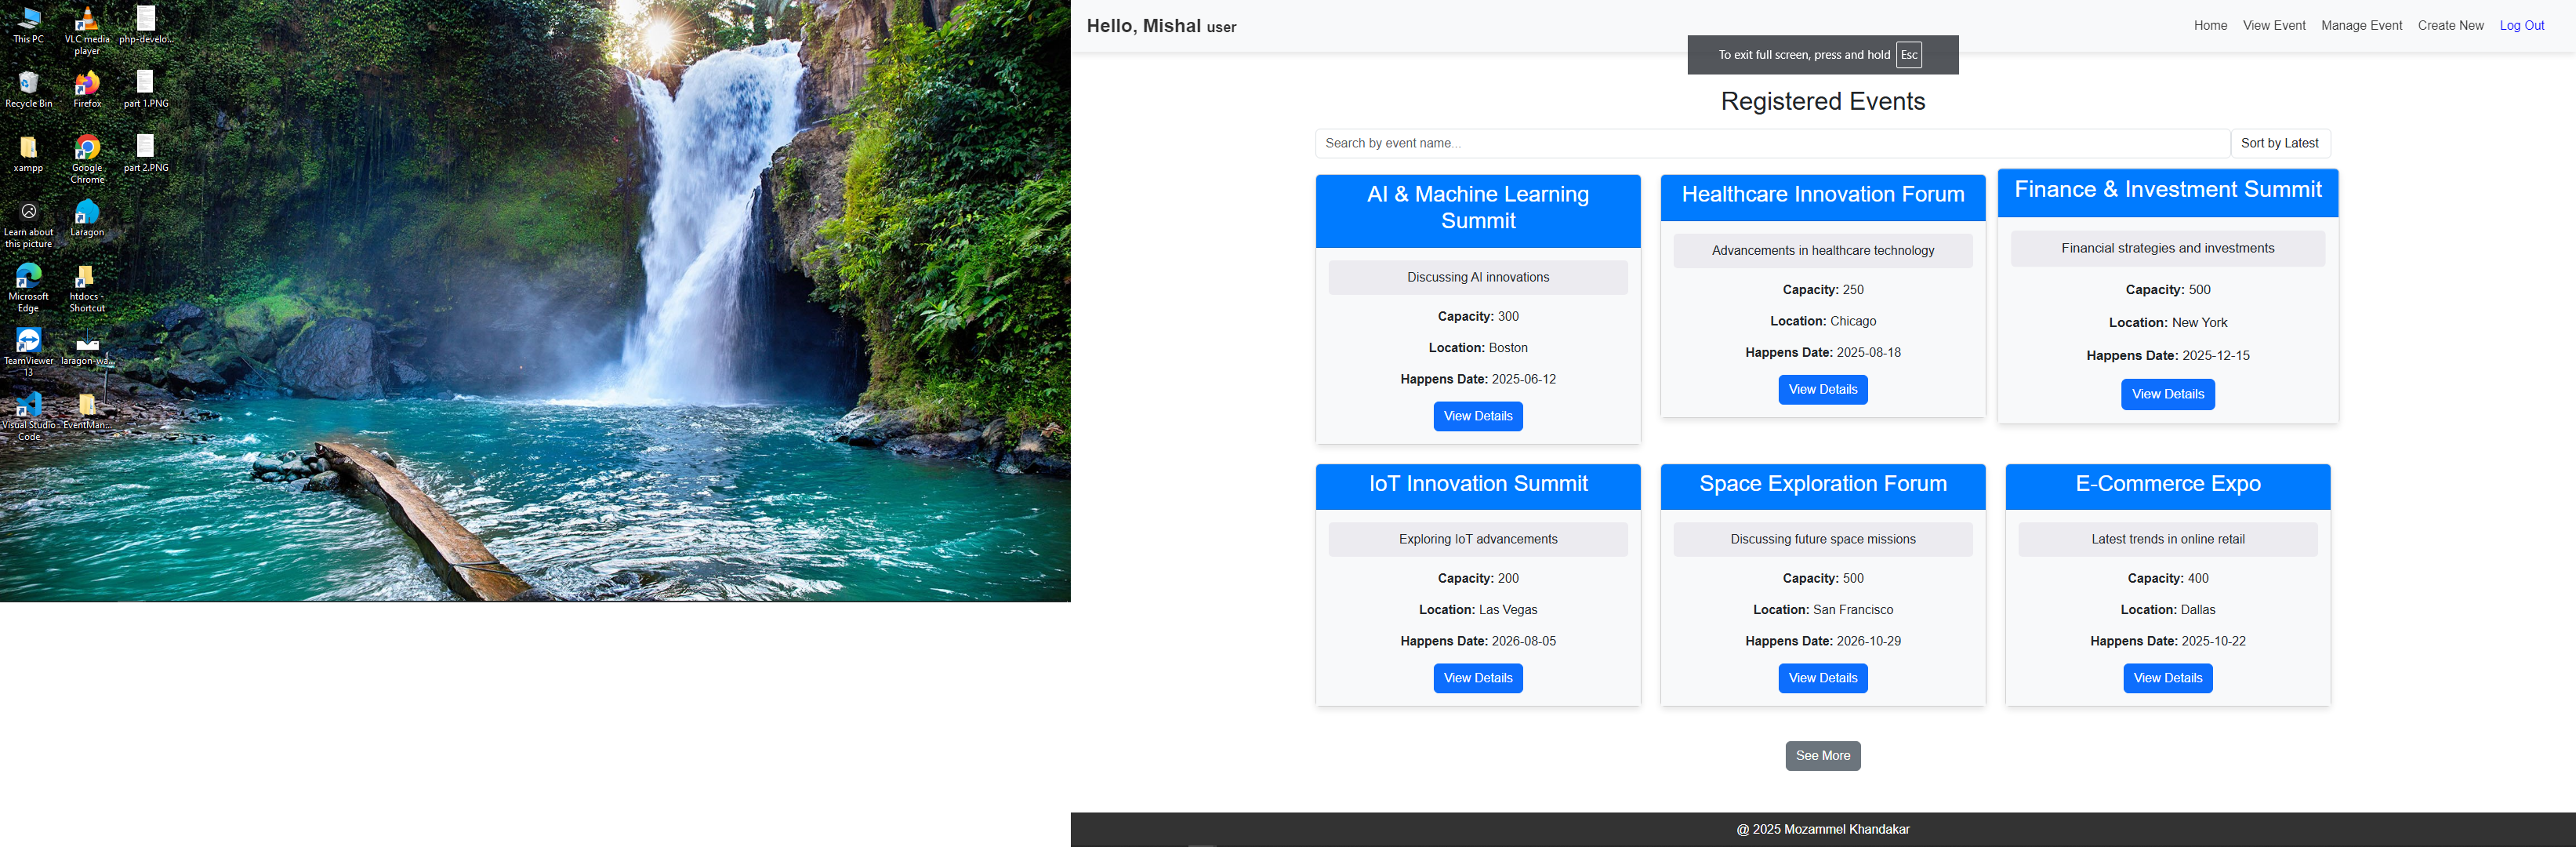 This PC
VLC media
player
php-develo...
Recycle Bin
Firefox
part 1.PNG
xampp
Google
Chrome
part 2.PNG
Learn about
this picture
Laragon
Microsoft
Edge
htdocs -
Shortcut
TeamViewer
13
laragon-wa...
Visual Studio
Code
EventMan...
Hello, Mishal user
Home
View Event
Manage Event
Create New
Log Out
To exit full screen, press and hold Esc
Registered Events
Search by event name...
Sort by Latest
AI & Machine Learning
Summit
Discussing AI innovations
Capacity: 300
Location: Boston
Happens Date: 2025-06-12
View Details
Healthcare Innovation Forum
Advancements in healthcare technology
Capacity: 250
Location: Chicago
Happens Date: 2025-08-18
View Details
Finance & Investment Summit
Financial strategies and investments
Capacity: 500
Location: New York
Happens Date: 2025-12-15
View Details
IoT Innovation Summit
Exploring IoT advancements
Capacity: 200
Location: Las Vegas
Happens Date: 2026-08-05
View Details
Space Exploration Forum
Discussing future space missions
Capacity: 500
Location: San Francisco
Happens Date: 2026-10-29
View Details
E-Commerce Expo
Latest trends in online retail
Capacity: 400
Location: Dallas
Happens Date: 2025-10-22
View Details
See More
@ 2025 Mozammel Khandakar